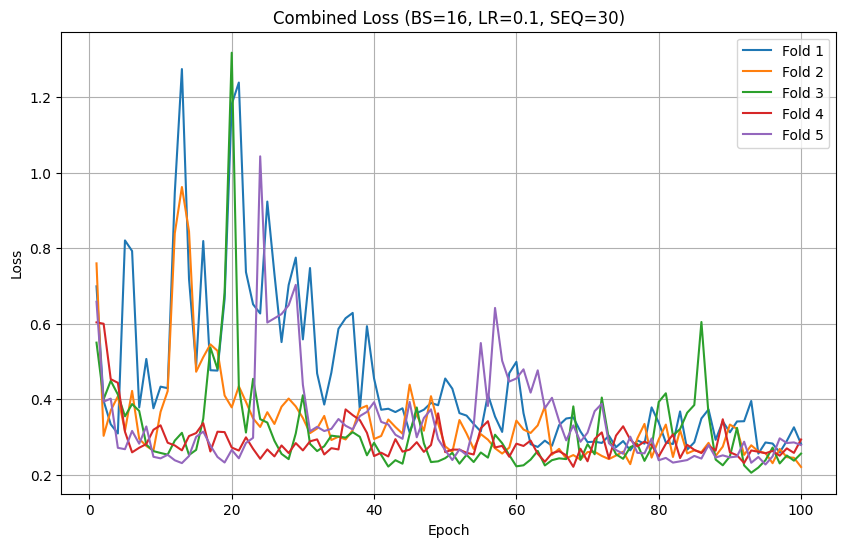 Combined Loss (BS=16, LR=0.1, SEQ=30)
Fold 1
Fold 2
Fold 3
Fold 4
Fold 5
Loss
1.2
1.0
0.8
0.6
0.4
0.2
0 20 40 60 80 100
Epoch